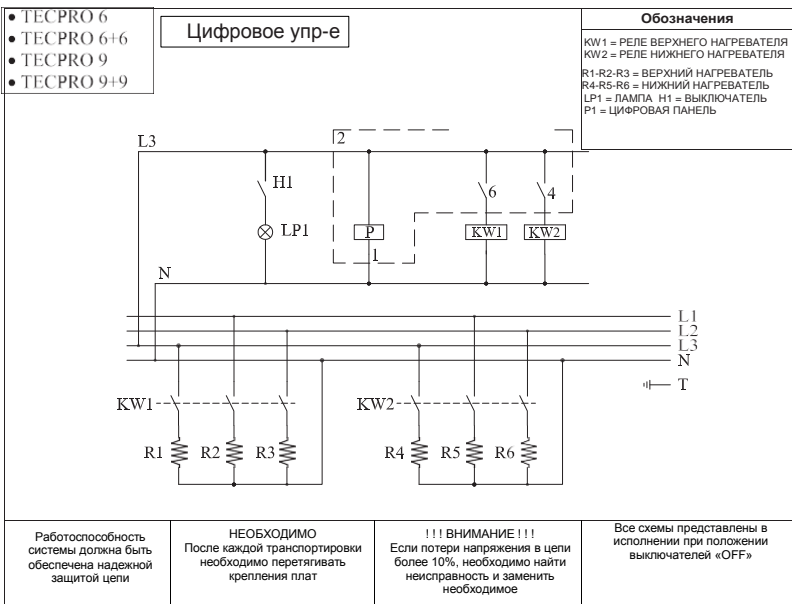 • TECPRO 6
• TECPRO 6+6
• TECPRO 9
• TECPRO 9+9
Цифровое упр-е
Обозначения
KW1 = РЕЛЕ ВЕРХНЕГО НАГРЕВАТЕЛЯ
KW2 = РЕЛЕ НИЖНЕГО НАГРЕВАТЕЛЯ
R1-R2-R3 = ВЕРХНИЙ НАГРЕВАТЕЛЬ
R4-R5-R6 = НИЖНИЙ НАГРЕВАТЕЛЬ
LP1 = ЛАМПА H1 = ВЫКЛЮЧАТЕЛЬ
P1 = ЦИФРОВАЯ ПАНЕЛЬ
L3
2
H1
6
4
LP1
P
KW1
KW2
1
N
L1
L2
L3
N
T
KW1
KW2
R1
R2
R3
R4
R5
R6
Работоспособность
системы должна быть
обеспечена надежной
защитой цепи
НЕОБХОДИМО
После каждой транспортировки
необходимо перетягивать
крепления плат
! ! ! ВНИМАНИЕ ! ! !
Если потери напряжения в цепи
более 10%, необходимо найти
неисправность и заменить
необходимое
Все схемы представлены в
исполнении при положении
выключателей «OFF»